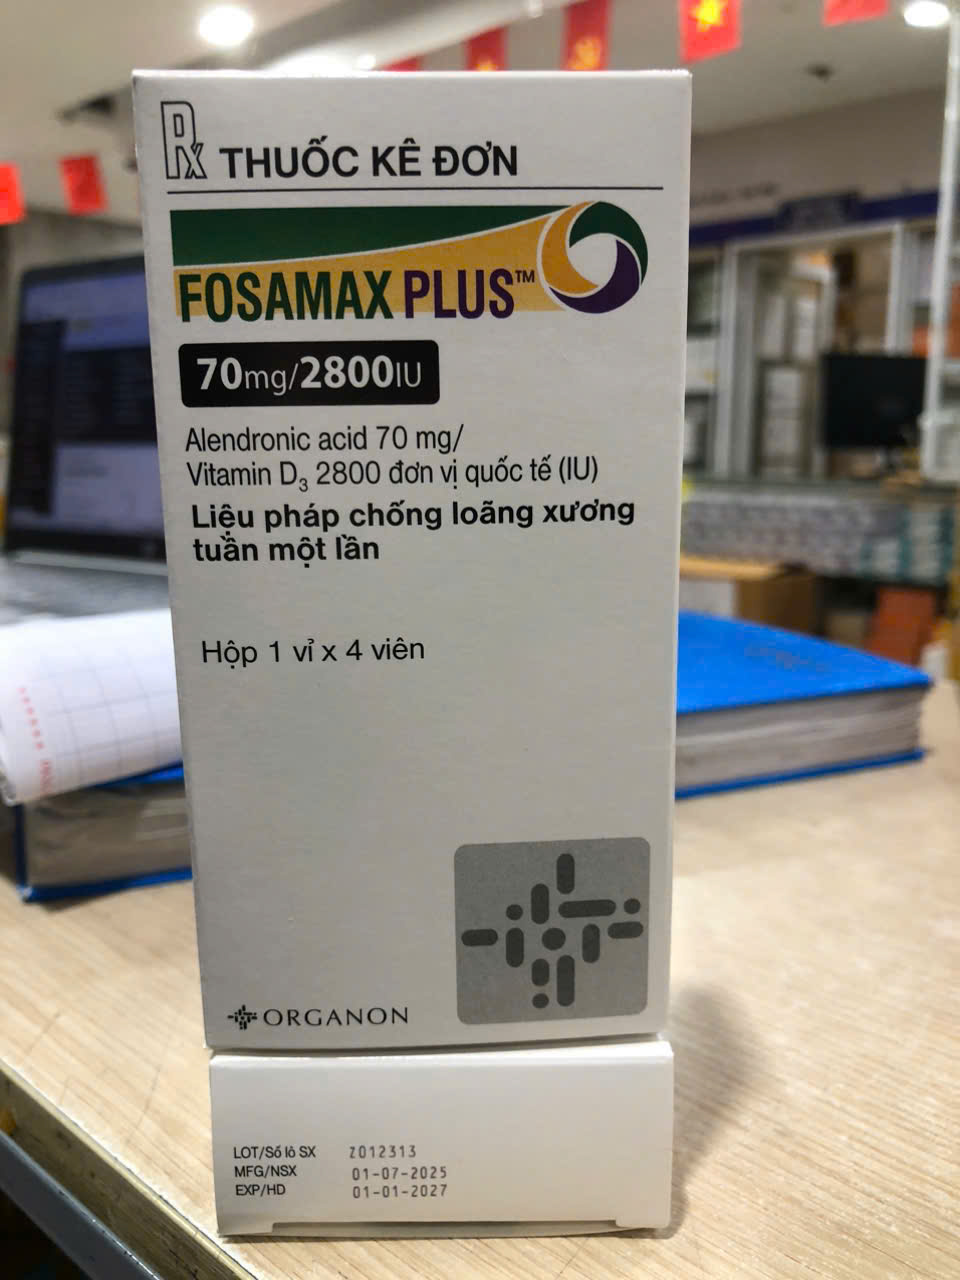 Rx THUỐC KÊ ĐƠN
FOSAMAX PLUS™
70mg/2800IU
Alendronic acid 70 mg/
Vitamin D₃ 2800 đơn vị quốc tế (IU)
Liệu pháp chống loãng xương
tuần một lần
Hộp 1 vỉ x 4 viên
ORGANON
LOT/Số lô SX Z012313
MFG/NSX 01-07-2025
EXP/HD 01-01-2027